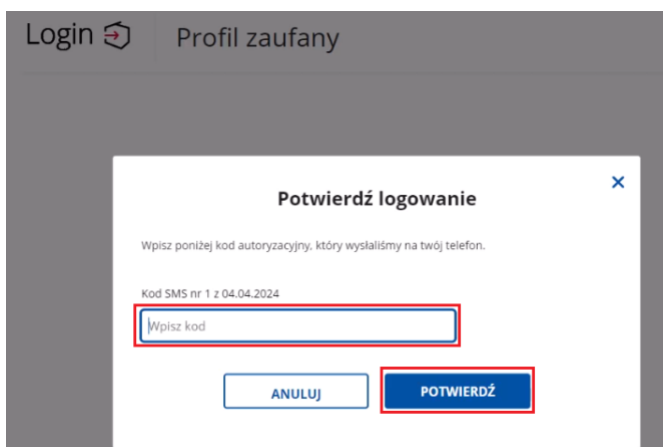 Login
Profil zaufany
Potwierdź logowanie
Wpisz poniżej kod autoryzacyjny, który wysłaliśmy na twój telefon.
Kod SMS nr 1 z 04.04.2024
Wpisz kod
ANULUJ
POTWIERDŹ